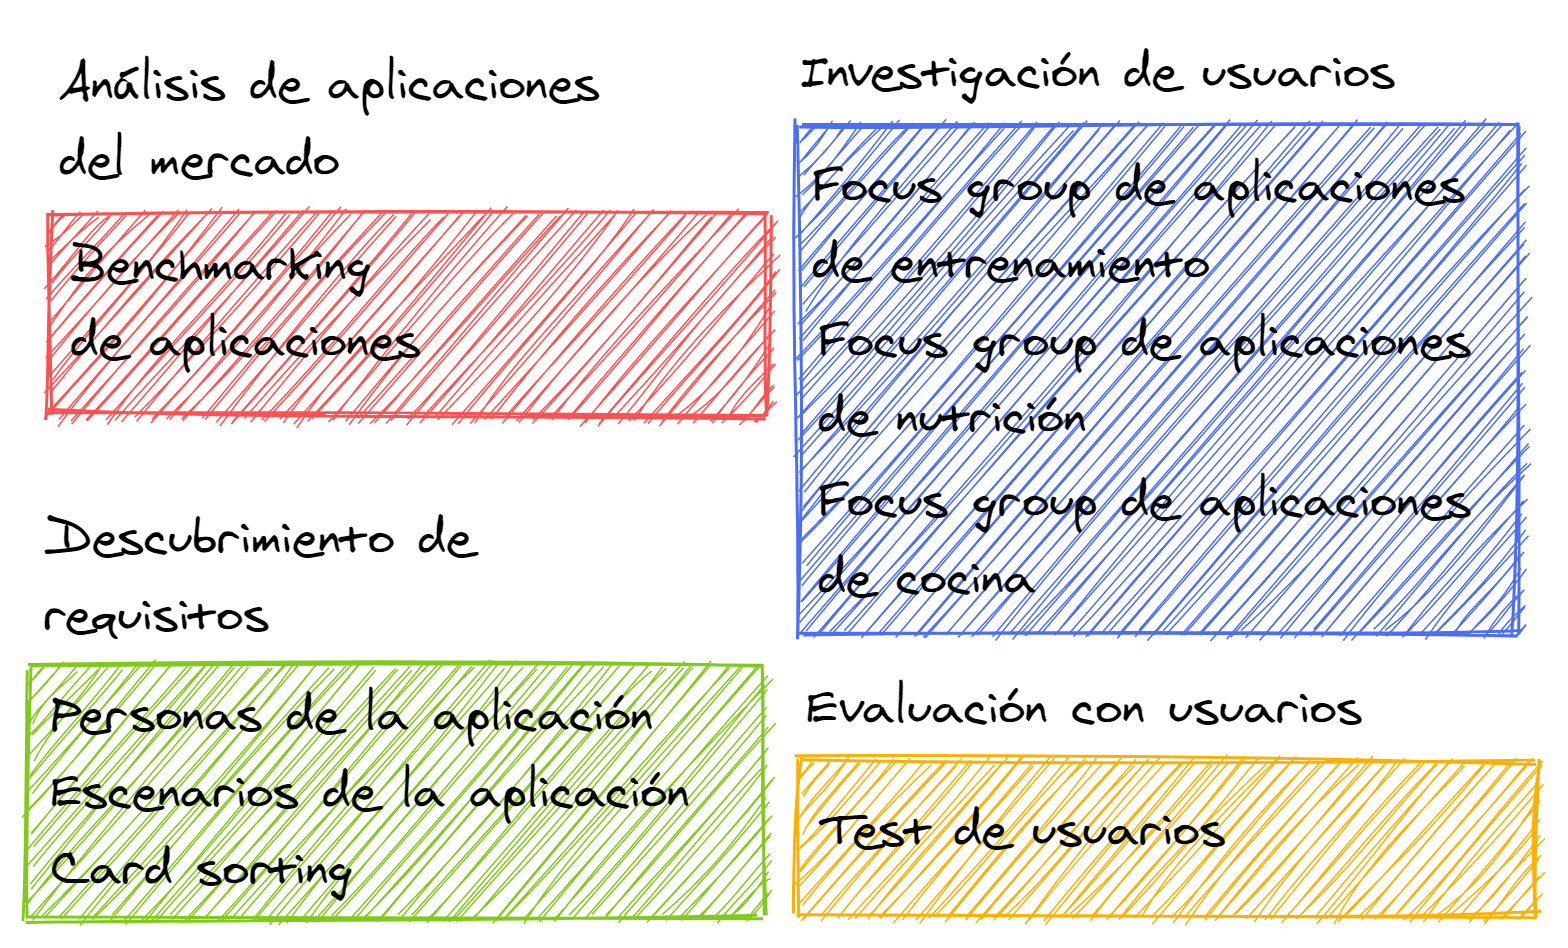 Análisis de aplicaciones
del mercado
Benchmarking
de aplicaciones
Investigación de usuarios
Focus group de aplicaciones
de entrenamiento
Focus group de aplicaciones
de nutrición
Focus group de aplicaciones
de cocina
Descubrimiento de
requisitos
Personas de la aplicación
Escenarios de la aplicación
Card sorting
Evaluación con usuarios
Test de usuarios